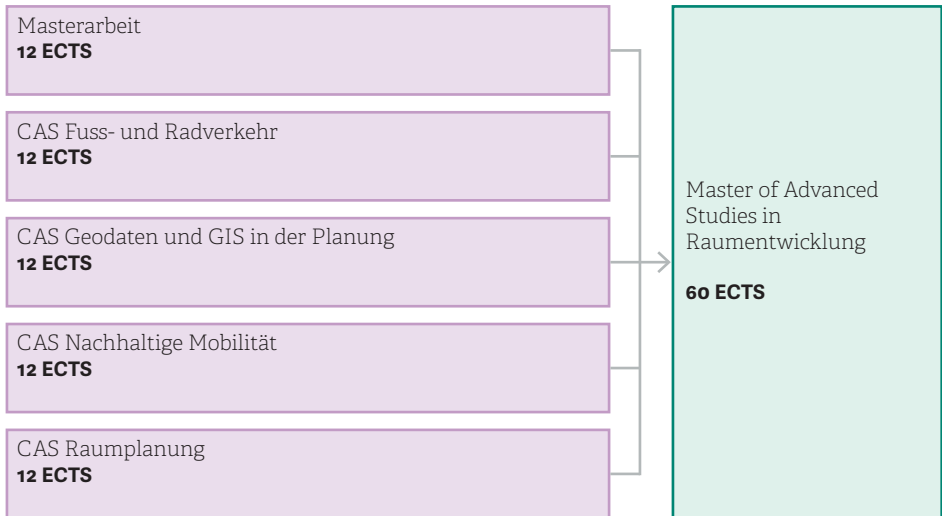 Masterarbeit
12 ECTS
CAS Fuss- und Radverkehr
12 ECTS
CAS Geodaten und GIS in der Planung
12 ECTS
CAS Nachhaltige Mobilität
12 ECTS
CAS Raumplanung
12 ECTS
Master of Advanced
Studies in
Raumentwicklung
60 ECTS